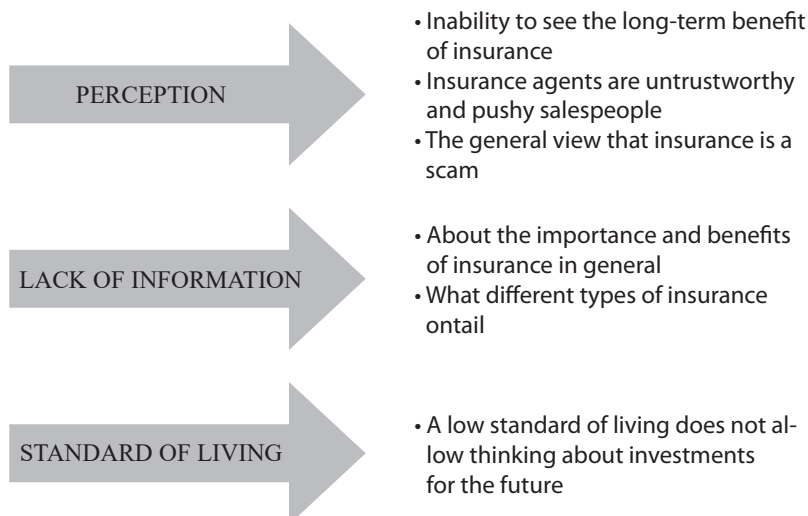 PERCEPTION
• Inability to see the long-term benefit
of insurance
• Insurance agents are untrustworthy
and pushy salespeople
• The general view that insurance is a
scam
LACK OF INFORMATION
• About the importance and benefits
of insurance in general
• What different types of insurance
ontail
STANDARD OF LIVING
• A low standard of living does not al-
low thinking about investments
for the future